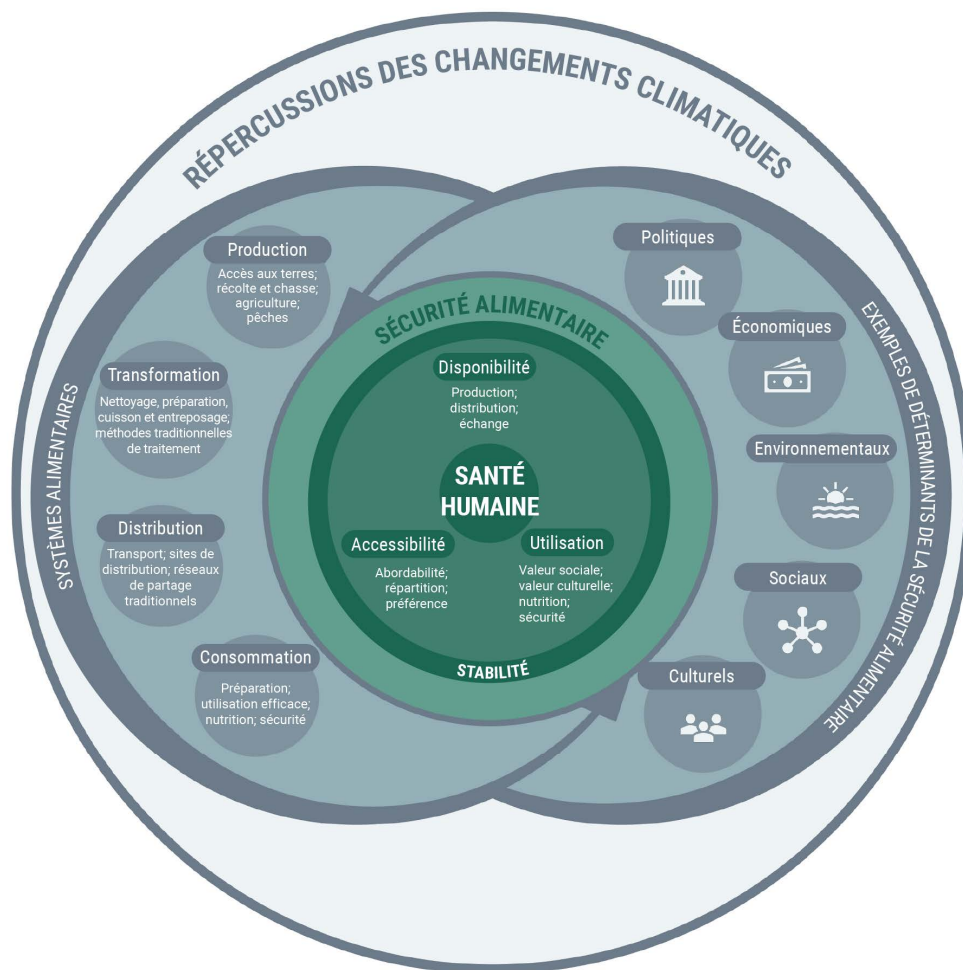 RÉPERCUSSIONS DES CHANGEMENTS CLIMATIQUES
SYSTÈMES ALIMENTAIRES
Production
Accès aux terres;
récolte et chasse;
agriculture;
pêches
Transformation
Nettoyage, préparation,
cuisson et entreposage;
méthodes traditionnelles
de traitement
Distribution
Transport; sites de
distribution; réseaux
de partage
traditionnels
Consommation
Préparation;
utilisation efficace;
nutrition; sécurité
SÉCURITÉ ALIMENTAIRE
Disponibilité
Production;
distribution;
échange
SANTÉ
HUMAINE
Accessibilité
Abordabilité;
répartition;
préférence
Utilisation
Valeur sociale;
valeur culturelle;
nutrition;
sécurité
STABILITÉ
EXEMPLES DE DÉTERMINANTS DE LA SÉCURITÉ ALIMENTAIRE
Politiques
Économiques
Environnementaux
Sociaux
Culturels